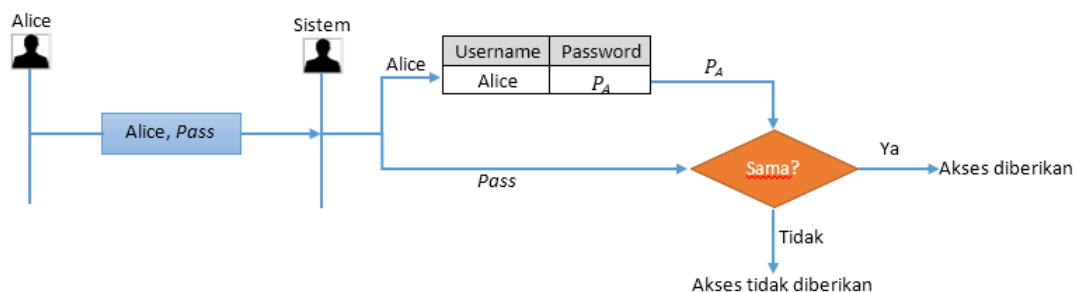 Alice
Sistem
Alice, Pass
Alice
Username Password
Alice P_A
P_A
Pass
Sama?
Ya
Akses diberikan
Tidak
Akses tidak diberikan